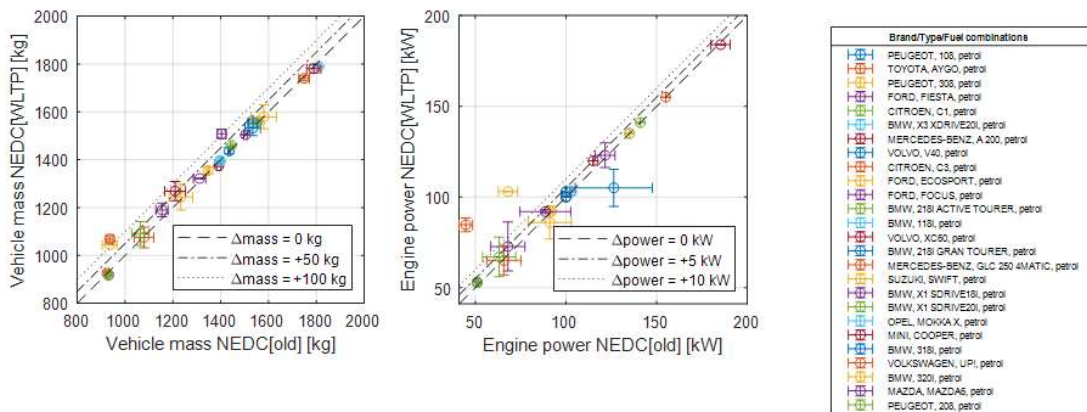 Vehicle mass NEDC[WLTP] [kg]
2000
1800
1600
1400
1200
1000
800
Δmass = 0 kg
Δmass = +50 kg
Δmass = +100 kg
800 1000 1200 1400 1600 1800 2000
Vehicle mass NEDC[old] [kg]
Engine power NEDC[WLTP] [kW]
200
150
100
50
Δpower = 0 kW
Δpower = +5 kW
Δpower = +10 kW
50 100 150 200
Engine power NEDC[old] [kW]
Brand/Type/Fuel combinations
PEUGEOT, 108, petrol
TOYOTA, AYGO, petrol
PEUGEOT, 308, petrol
FORD, FIESTA, petrol
CITROEN, C1, petrol
BMW, X3 XDRIVE20I, petrol
MERCEDES-BENZ, A 200, petrol
VOLVO, V40, petrol
CITROEN, C3, petrol
FORD, ECOSPORT, petrol
FORD, FOCUS, petrol
BMW, 218I ACTIVE TOURER, petrol
BMW, 118I, petrol
VOLVO, XC60, petrol
BMW, 218I GRAN TOURER, petrol
MERCEDES-BENZ, GLC 250 4MATIC, petrol
SUZUKI, SWIFT, petrol
BMW, X1 SDRIVE18I, petrol
BMW, X1 SDRIVE20I, petrol
OPEL, MOKKA X, petrol
MINI, COOPER, petrol
BMW, 318I, petrol
VOLKSWAGEN, UP!, petrol
BMW, 320I, petrol
MAZDA, MAZDA6, petrol
PEUGEOT, 208, petrol